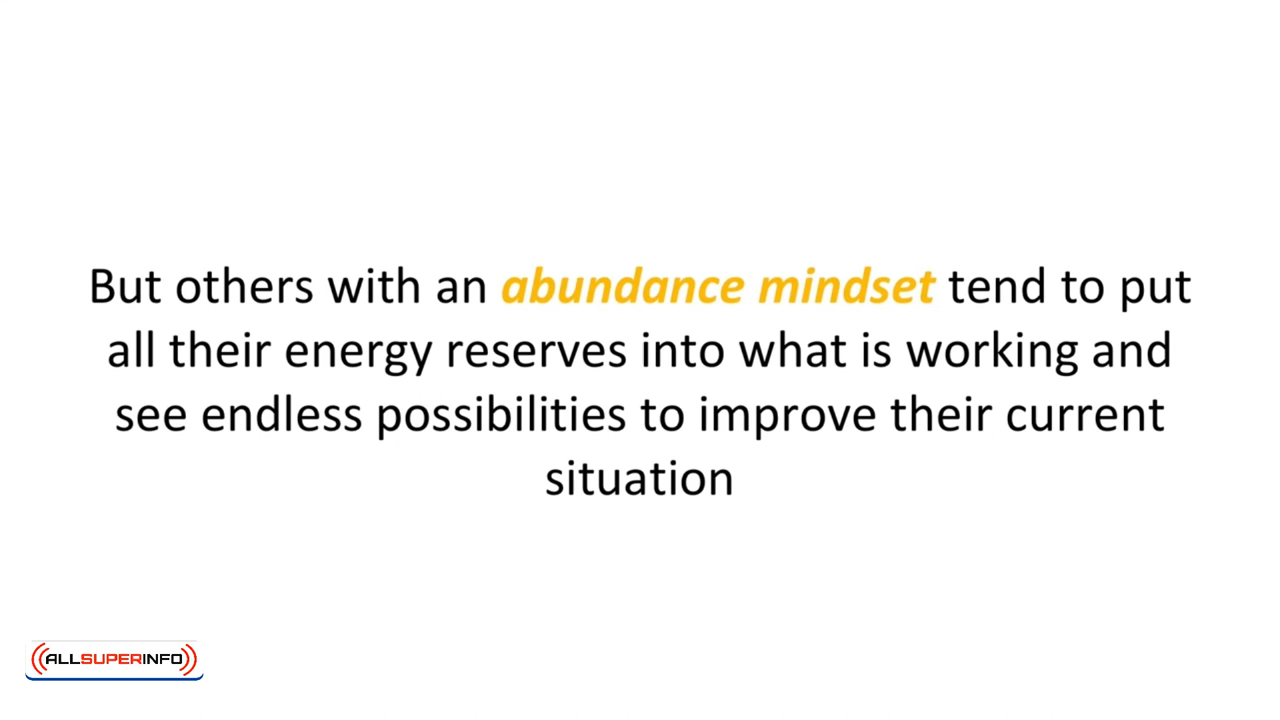 But others with an abundance mindset tend to put
all their energy reserves into what is working and
see endless possibilities to improve their current
situation
ALLSUPERINFO